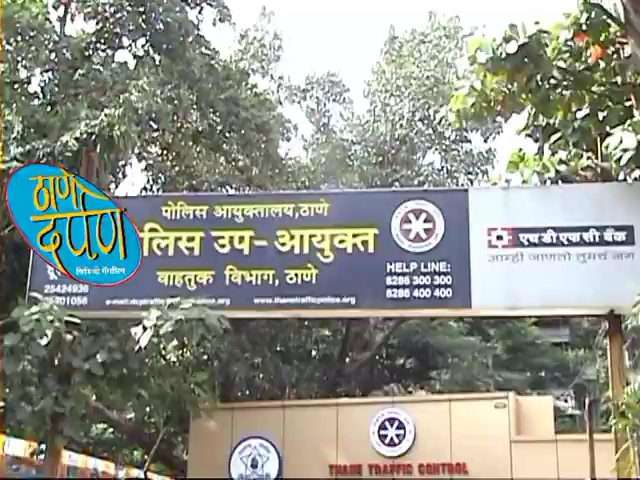 ठाणे
दर्पण
पोलिस आयुक्तालय,ठाणे
लिस उप-आयुक्त
वाहतुक विभाग, ठाणे
HELP LINE:
8286 300 300
8286 400 400
www.thanetrafficpolice.org
एचडीएफसी बैंक
आम्ही जाणतो तुमचं जग
THANE TRAFFIC CONTROL